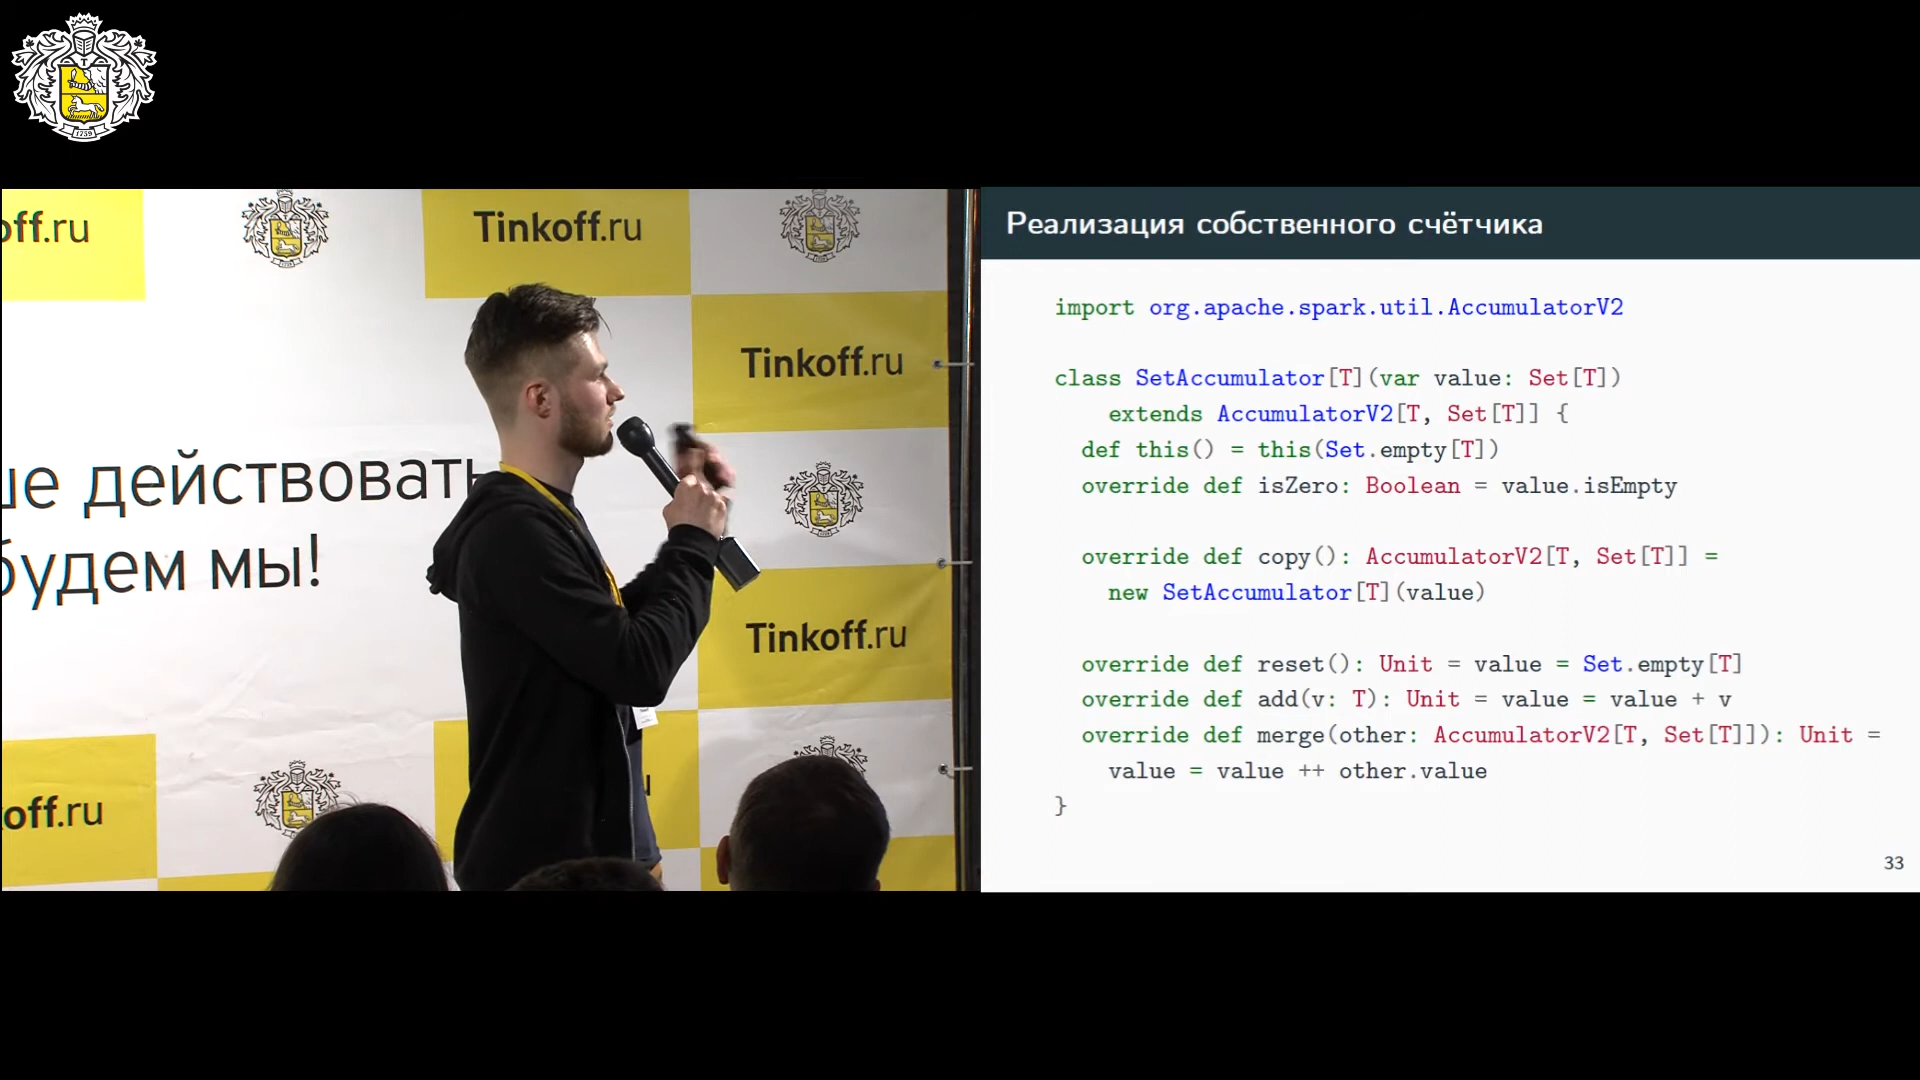 1759
off.ru
Tinkoff.ru
Tinkoff.ru
ше действовать
будем мы!
Tinkoff.ru
koff.ru
Реализация собственного счётчика
import org.apache.spark.util.AccumulatorV2
class SetAccumulator[T](var value: Set[T])
extends AccumulatorV2[T, Set[T]] {
def this() = this(Set.empty[T])
override def isZero: Boolean = value.isEmpty
override def copy(): AccumulatorV2[T, Set[T]] =
new SetAccumulator[T](value)
override def reset(): Unit = value = Set.empty[T]
override def add(v: T): Unit = value = value + v
override def merge(other: AccumulatorV2[T, Set[T]]): Unit =
value = value ++ other.value
}
33